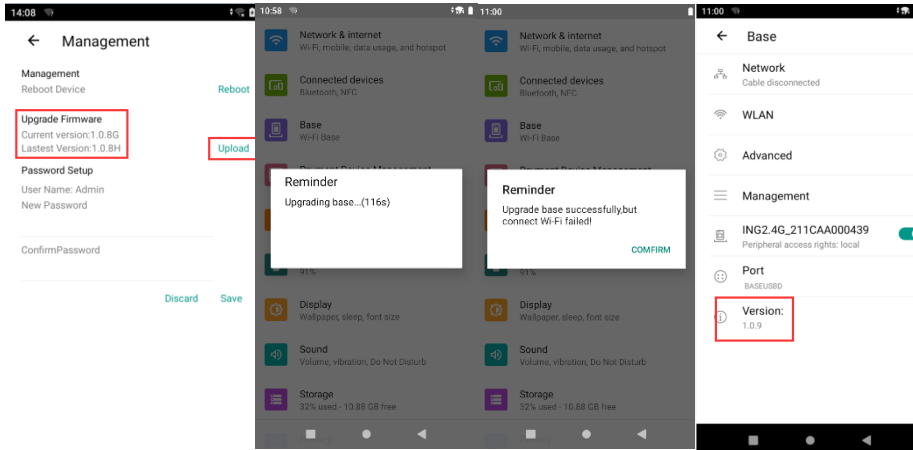 14:08
Management
Management
Reboot Device
Reboot
Upgrade Firmware
Current version:1.0.8G
Lastest Version:1.0.8H
Upload
Password Setup
User Name: Admin
New Password
ConfirmPassword
Discard
Save
10:58
Network & internet
Wi-Fi, mobile, data usage, and hotspot
Connected devices
Bluetooth, NFC
Base
Wi-Fi Base
Reminder
Upgrading base...(116s)
91%
Display
Wallpaper, sleep, font size
Sound
Volume, vibration, Do Not Disturb
Storage
32% used - 10.88 GB free
11:00
Network & internet
Wi-Fi, mobile, data usage, and hotspot
Connected devices
Bluetooth, NFC
Base
Wi-Fi Base
Payment Device Management
Reminder
Upgrade base successfully,but
connect Wi-Fi failed!
COMFIRM
91%
Display
Wallpaper, sleep, font size
Sound
Volume, vibration, Do Not Disturb
Storage
32% used - 10.88 GB free
11:00
Base
Network
Cable disconnected
WLAN
Advanced
Management
ING2.4G_211CAA000439
Peripheral access rights: local
Port
BASEUSBD
Version:
1.0.9